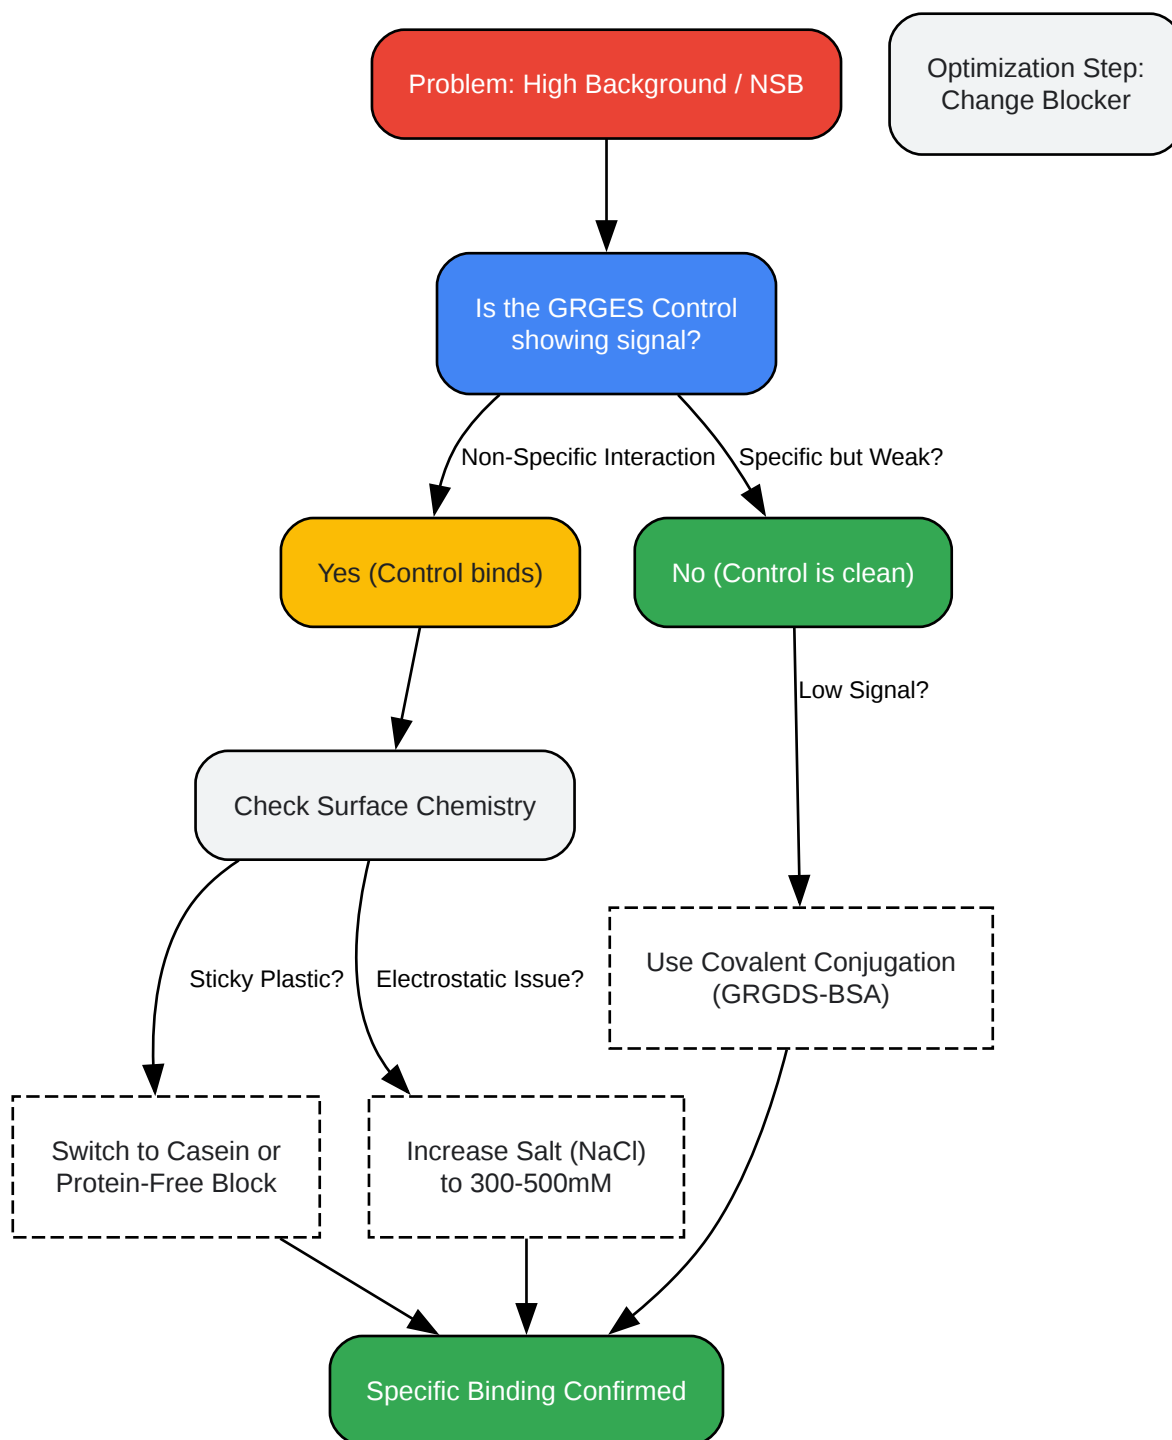 Problem: High Background / NSB
Optimization Step:
Change Blocker
Is the GRGES Control
showing signal?
Non-Specific Interaction
Specific but Weak?
Yes (Control binds)
No (Control is clean)
Low Signal?
Check Surface Chemistry
Sticky Plastic?
Electrostatic Issue?
Use Covalent Conjugation
(GRGDS-BSA)
Switch to Casein or
Protein-Free Block
Increase Salt (NaCl)
to 300-500mM
Specific Binding Confirmed